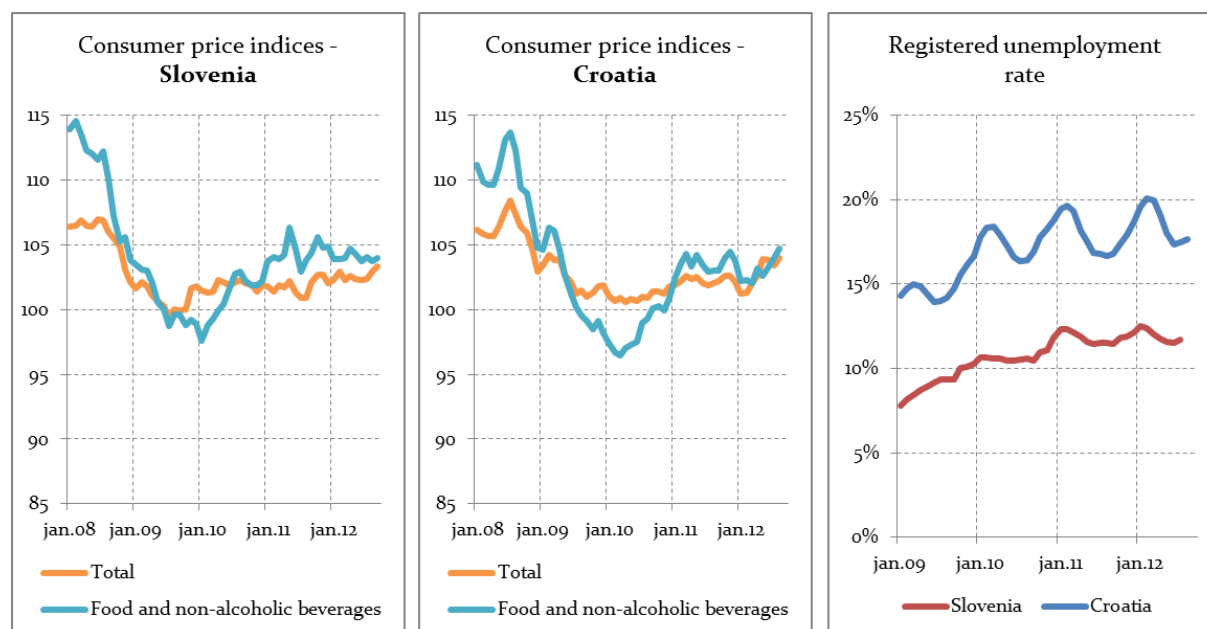 Consumer price indices -
Slovenia
115
110
105
100
95
90
85
jan.08 jan.09 jan.10 jan.11 jan.12
Total
Food and non-alcoholic beverages
Consumer price indices -
Croatia
115
110
105
100
95
90
85
jan.08 jan.09 jan.10 jan.11 jan.12
Total
Food and non-alcoholic beverages
Registered unemployment
rate
25%
20%
15%
10%
5%
0%
jan.09 jan.10 jan.11 jan.12
Slovenia Croatia